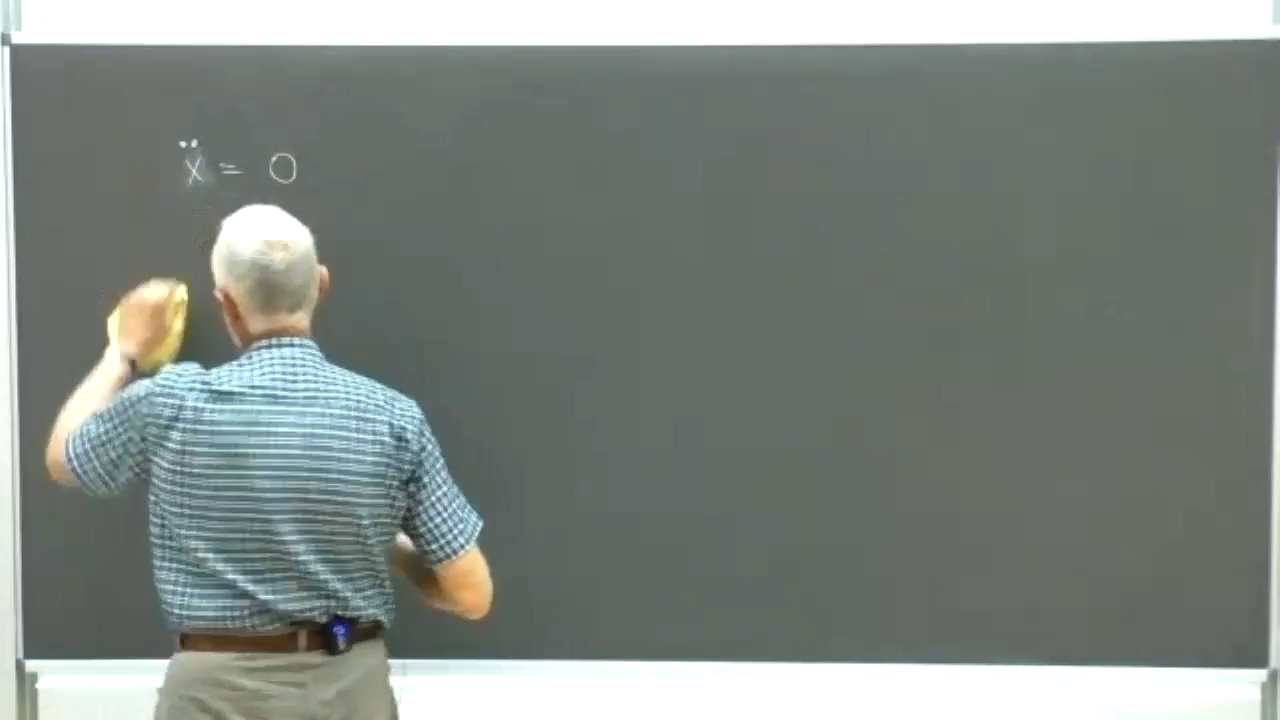 ẍ = 0